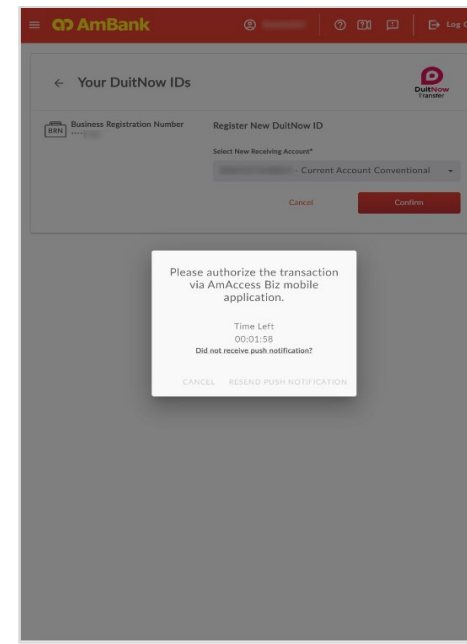 AmBank
Log
Your DuitNow IDs
DuitNow
Transfer
BRN
Business Registration Number
Register New DuitNow ID
Select New Receiving Account*
- Current Account Conventional
Cancel
Confirm
Please authorize the transaction
via AmAccess Biz mobile
application.
Time Left
00:01:58
Did not receive push notification?
CANCEL RESEND PUSH NOTIFICATION